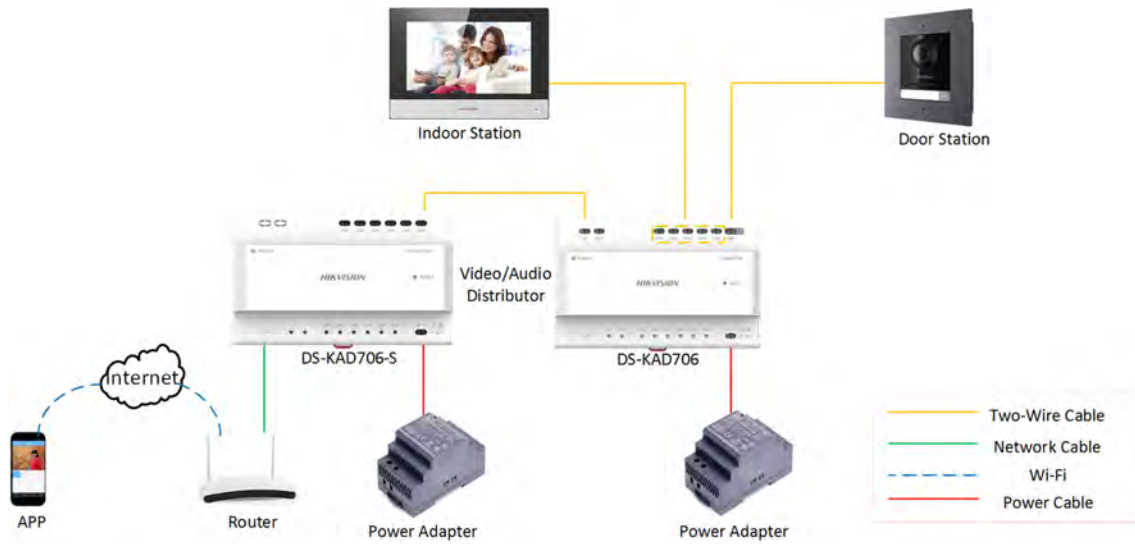 Indoor Station
Door Station
HIKVISION
Video/Audio
Distributor
HIKVISION
DS-KAD706-S
DS-KAD706
Internet
Two-Wire Cable
Network Cable
Wi-Fi
Power Cable
APP
Router
Power Adapter
Power Adapter